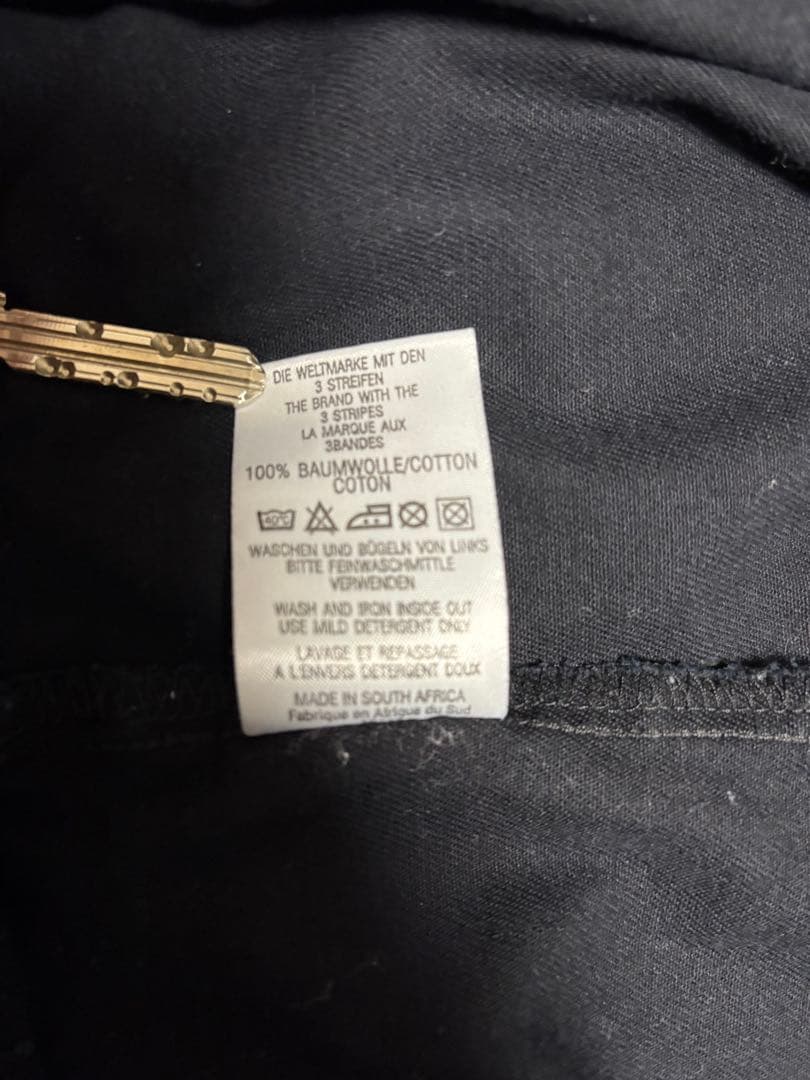 DIE WELTMARKE MIT DEN
3 STREIFEN
THE BRAND WITH THE
3 STRIPES
LA MARQUE AUX
3BANDES
100% BAUMWOLLE/COTTON
COTON
40°C
WASCHEN UND BÜGELN VON LINKS
BITTE FEINWASCHMITTLE
VERWENDEN
WASH AND IRON INSIDE OUT
USE MILD DETERGENT ONLY
LAVAGE ET REPASSAGE
A L'ENVERS DETERGENT DOUX
MADE IN SOUTH AFRICA
Fabrique en Afrique du Sud